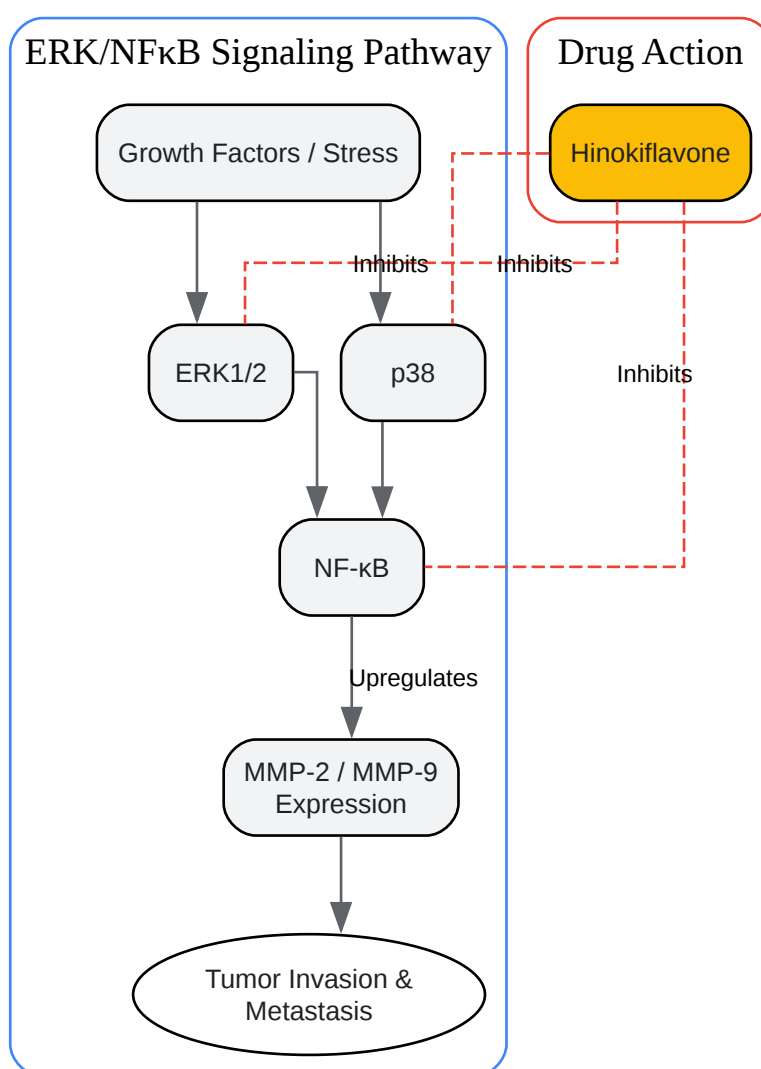 ERK/NFκB Signaling Pathway
Drug Action
Growth Factors / Stress
Hinokiflavone
Inhibits
Inhibits
ERK1/2
p38
Inhibits
NF-κB
Upregulates
MMP-2 / MMP-9
Expression
Tumor Invasion &
Metastasis